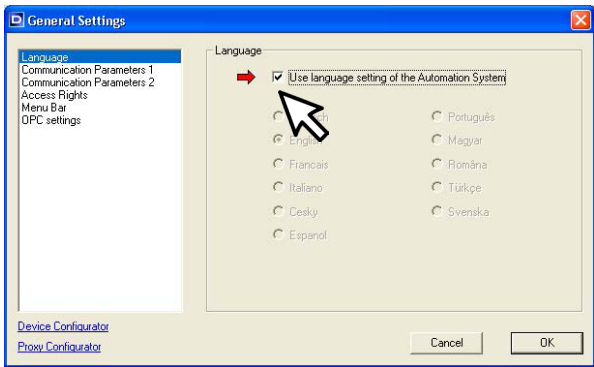 General Settings
Language
Communication Parameters 1
Communication Parameters 2
Access Rights
Menu Bar
OPC settings
Device Configurator
Proxy Configurator
Language
Use language setting of the Automation System
Português
English
Magyar
Francais
Româna
Italiano
Türkçe
Cesky
Svenska
Espanol
Cancel
OK